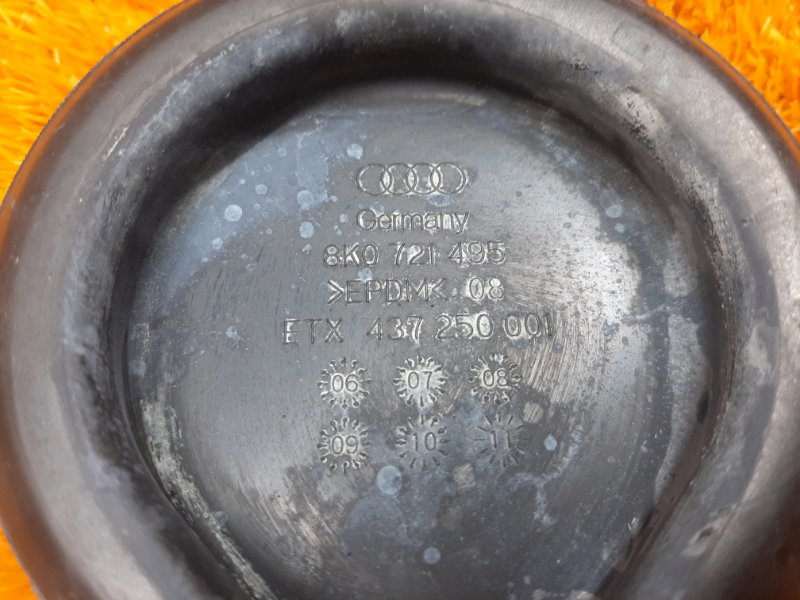 Germany
8K0 721 495
>EPDM< 08
ETX 437 250 001
06 07 08
09 10 11